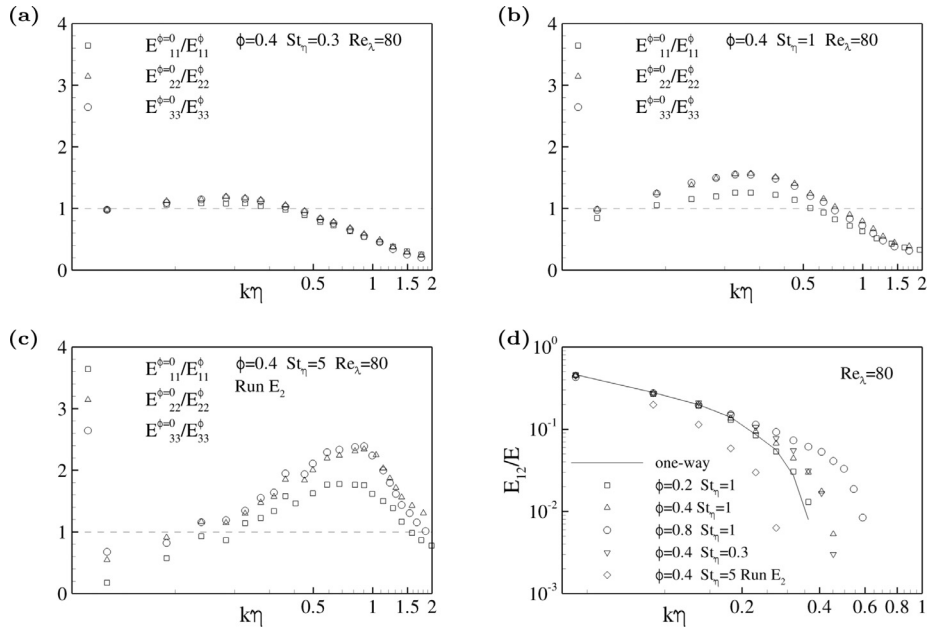 (a)
4
3
2
1
0
E^{ϕ=0}_{11}/E^{ϕ}_{11}
E^{ϕ=0}_{22}/E^{ϕ}_{22}
E^{ϕ=0}_{33}/E^{ϕ}_{33}
ϕ=0.4 St_η=0.3 Re_λ=80
0.5 1 1.5 2
kη
(b)
4
3
2
1
0
E^{ϕ=0}_{11}/E^{ϕ}_{11}
E^{ϕ=0}_{22}/E^{ϕ}_{22}
E^{ϕ=0}_{33}/E^{ϕ}_{33}
ϕ=0.4 St_η=1 Re_λ=80
0.5 1 1.5 2
kη
(c)
4
3
2
1
0
E^{ϕ=0}_{11}/E^{ϕ}_{11}
E^{ϕ=0}_{22}/E^{ϕ}_{22}
E^{ϕ=0}_{33}/E^{ϕ}_{33}
ϕ=0.4 St_η=5 Re_λ=80
Run E_2
0.5 1 1.5 2
kη
(d)
10^0
10^{-1}
10^{-2}
10^{-3}
E_{12}/E
Re_λ=80
one-way
ϕ=0.2 St_η=1
ϕ=0.4 St_η=1
ϕ=0.8 St_η=1
ϕ=0.4 St_η=0.3
ϕ=0.4 St_η=5 Run E_2
0.2 0.4 0.6 0.8 1
kη